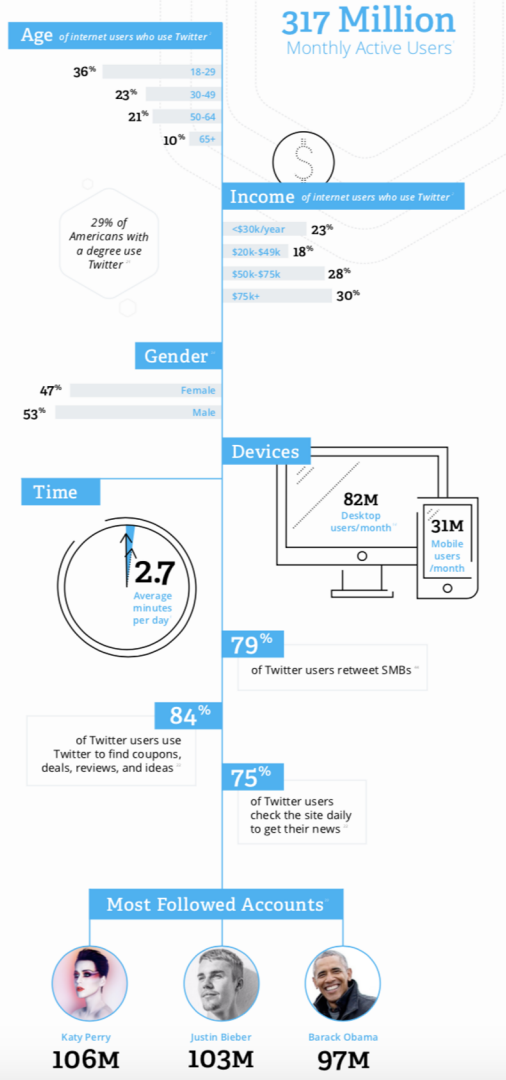 317 Million
Monthly Active Users
Age of internet users who use Twitter
36% 18-29
23% 30-49
21% 50-64
10% 65+
$
Income of internet users who use Twitter
<$30k/year 23%
$20k-$49k 18%
$50k-$75k 28%
$75k+ 30%
29% of
Americans with
a degree use
Twitter
Gender
47% Female
53% Male
Devices
82M
Desktop
users/month
31M
Mobile
users
/month
Time
2.7
Average
minutes
per day
79%
of Twitter users retweet SMBs
84%
of Twitter users use
Twitter to find coupons,
deals, reviews, and ideas
75%
of Twitter users
check the site daily
to get their news
Most Followed Accounts
Katy Perry
106M
Justin Bieber
103M
Barack Obama
97M